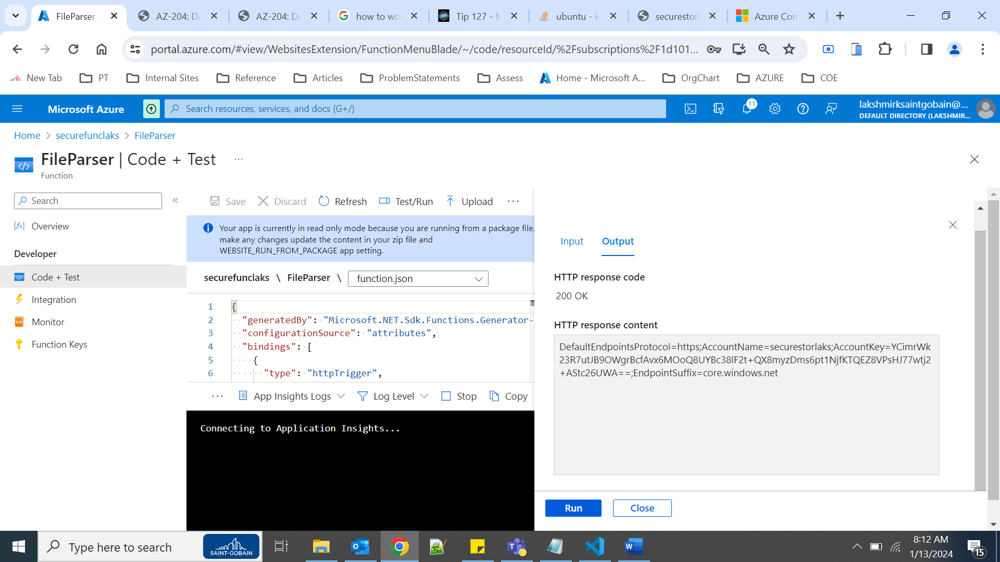 FileParser -
AZ-204: De
AZ-204: De
how to wo
Tip 127 - M
ubuntu - H
securestorl
Azure Com
portal.azure.com/#view/WebsitesExtension/FunctionMenuBlade/~/code/resourceId/%2Fsubscriptions%2F1d101...
New Tab
PT
Internal Sites
Reference
Articles
ProblemStatements
Assess
Home - Microsoft A...
OrgChart
AZURE
COE
Microsoft Azure
Search resources, services, and docs (G+/)
11
lakshmirksaintgobain@...
DEFAULT DIRECTORY (LAKSHMIR...
Home > securefunclaks > FileParser
FileParser | Code + Test ...
Function
Search
Overview
Developer
Code + Test
Integration
Monitor
Function Keys
Save
Discard
Refresh
Test/Run
Upload
...
Your app is currently in read only mode because you are running from a package file.
make any changes update the content in your zip file and
WEBSITE_RUN_FROM_PACKAGE app setting.
securefunclaks \ FileParser \ function.json
1 {
2 "generatedBy": "Microsoft.NET.Sdk.Functions.Generator-
3 "configurationSource": "attributes",
4 "bindings": [
5 {
6 "type": "httpTrigger",
... App Insights Logs
Log Level
Stop
Copy
Connecting to Application Insights...
Input
Output
HTTP response code
200 OK
HTTP response content
DefaultEndpointsProtocol=https;AccountName=securestorlaks;AccountKey=YCimrWk
23R7utJB9OWgrBcfAvx6MOoQ8UYBc38lF2t+QX8myzDms6pt1NjfKTQEZ8VPsHJ77wtj2
+AStc26UWA==;EndpointSuffix=core.windows.net
Run
Close
Type here to search
SAINT-GOBAIN
8:12 AM
1/13/2024
15